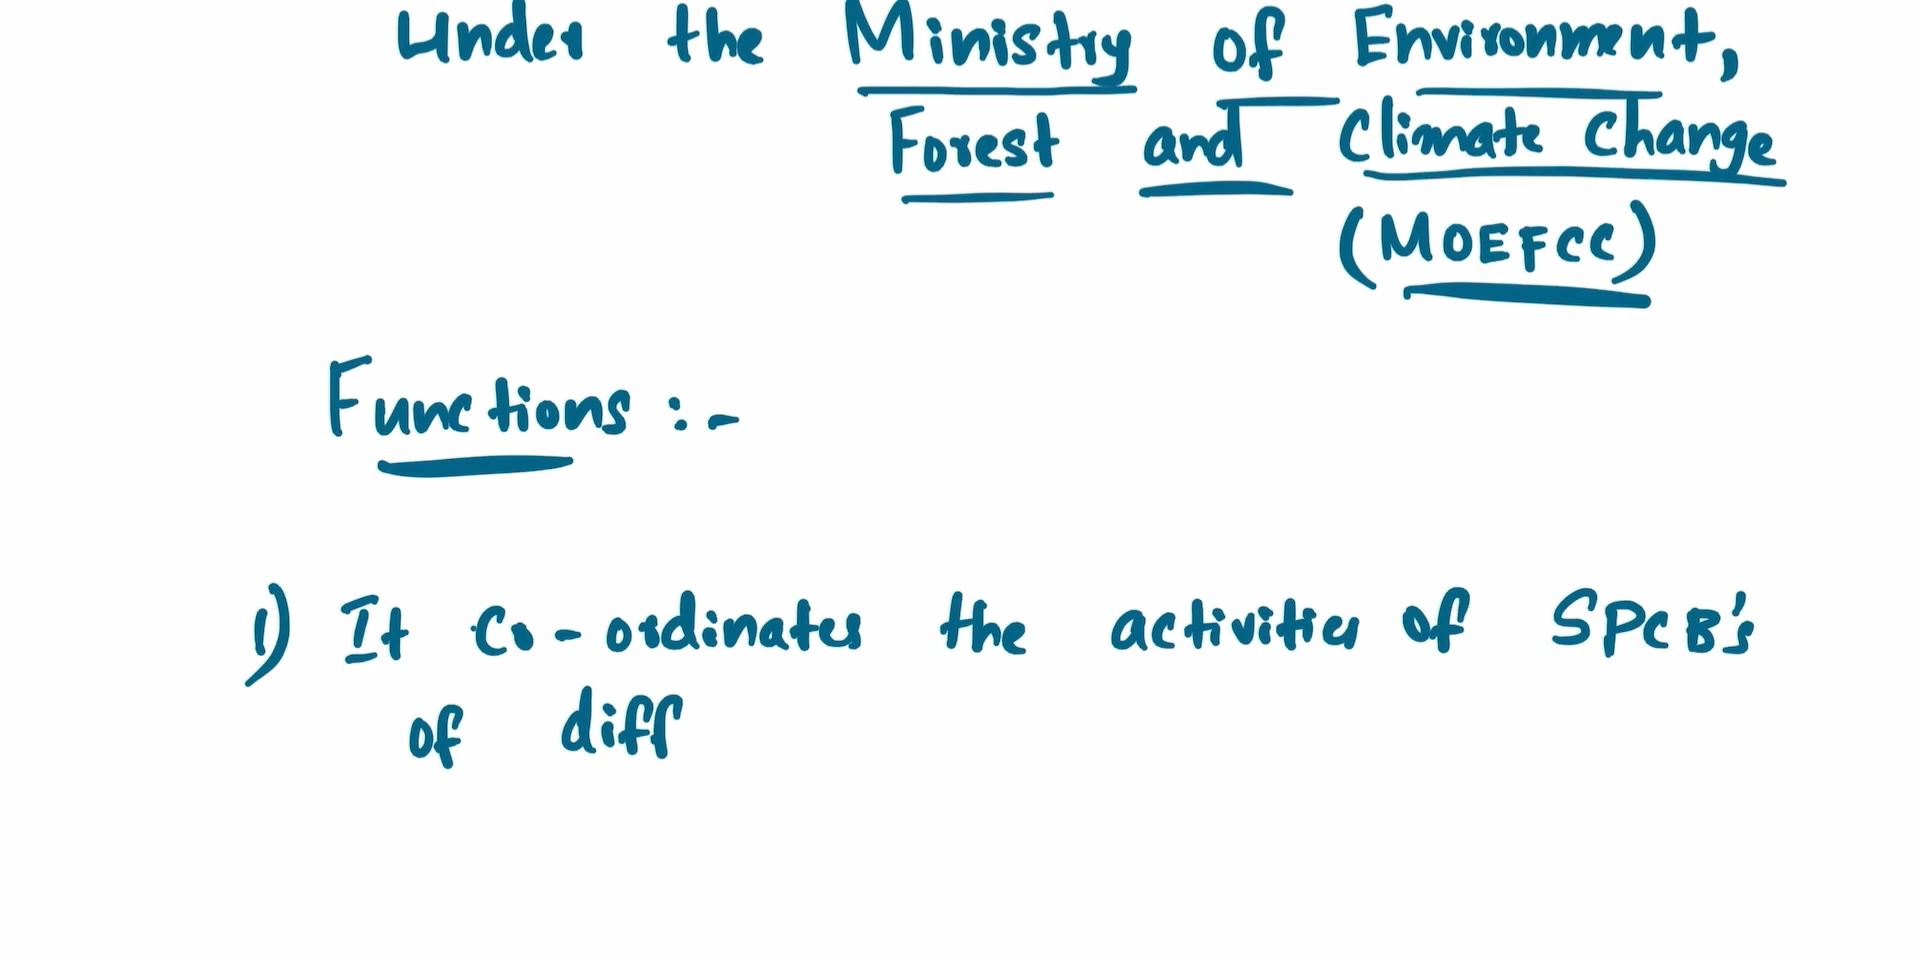 Under the Ministry of Environment,
Forest and Climate Change
(MOEFCC)
Functions :-
1) It Co-ordinates the activities of SPCB's
of diff